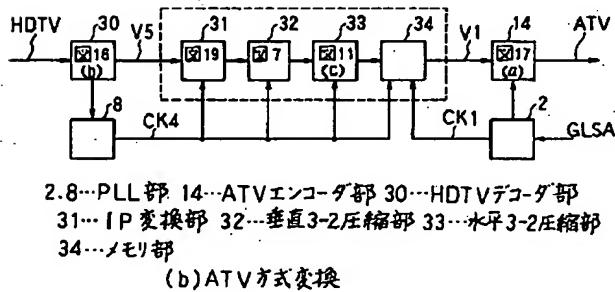 HDTV 30 V5 31 32 33 34 V1 14 ATV
図18 (b) 図19 図7 図11 (C) 図17 (a)
8 CK4 CK1 2 GLSA
2.8…PLL部 14…ATVエンコーダ部 30…HDTVデコーダ部
31…IP変換部 32…垂直3-2圧縮部 33…水平3-2圧縮部
34…メモリ部
(b)ATV方式変換